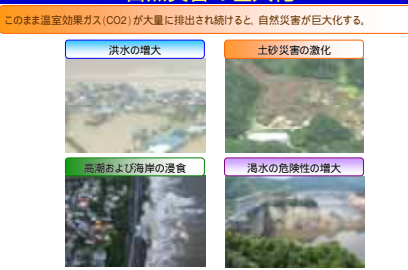 このまま温室効果ガス(CO2)が大量に排出され続けると、自然災害が巨大化する。
洪水の増大
土砂災害の激化
高潮および海岸の浸食
渇水の危険性の増大